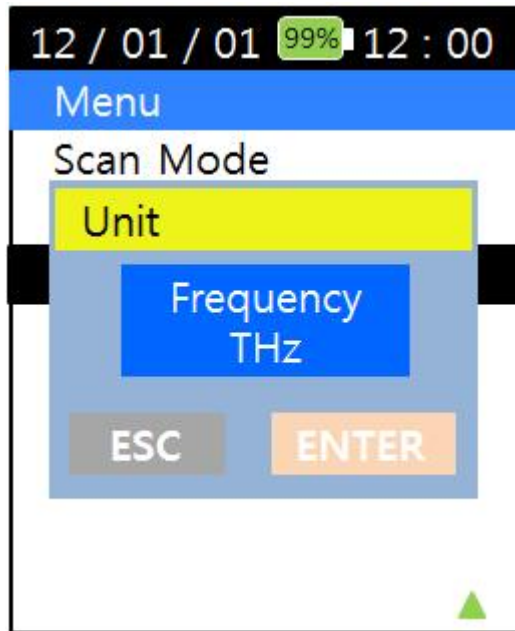 12 / 01 / 01 99% 12 : 00
Menu
Scan Mode
Unit
Frequency
THz
ESC ENTER